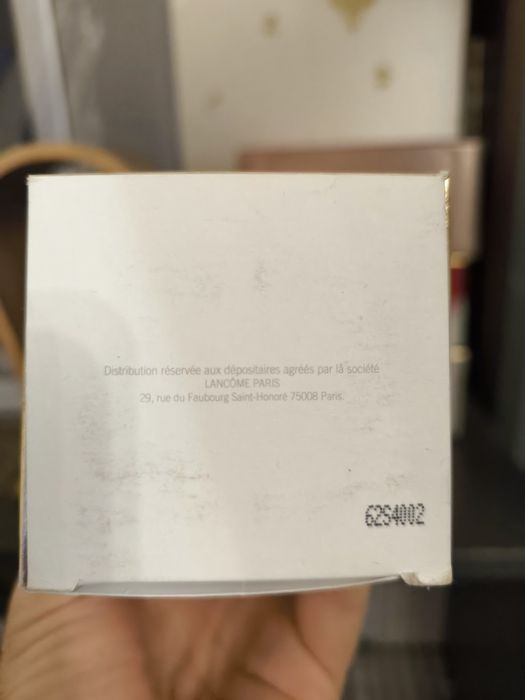 Distribution réservée aux dépositaires agréés par la société
LANCÔME PARIS
29, rue du Faubourg Saint-Honoré 75008 Paris.
62S4002